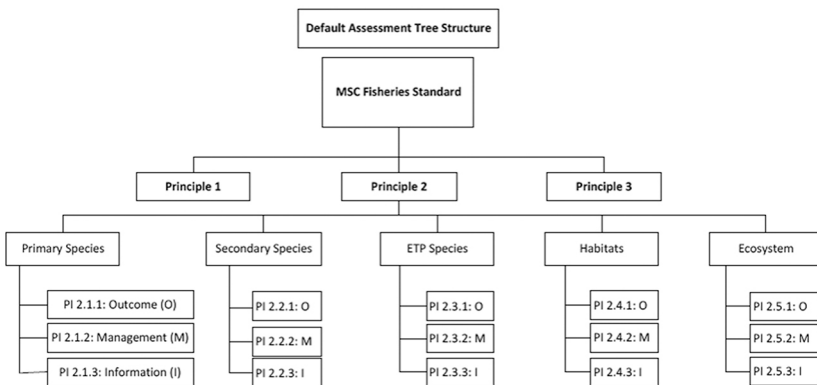 Default Assessment Tree Structure
MSC Fisheries Standard
Principle 1
Principle 2
Principle 3
Primary Species
Secondary Species
ETP Species
Habitats
Ecosystem
PI 2.1.1: Outcome (O)
PI 2.2.1: O
PI 2.3.1: O
PI 2.4.1: O
PI 2.5.1: O
PI 2.1.2: Management (M)
PI 2.2.2: M
PI 2.3.2: M
PI 2.4.2: M
PI 2.5.2: M
PI 2.1.3: Information (I)
PI 2.2.3: I
PI 2.3.3: I
PI 2.4.3: I
PI 2.5.3: I